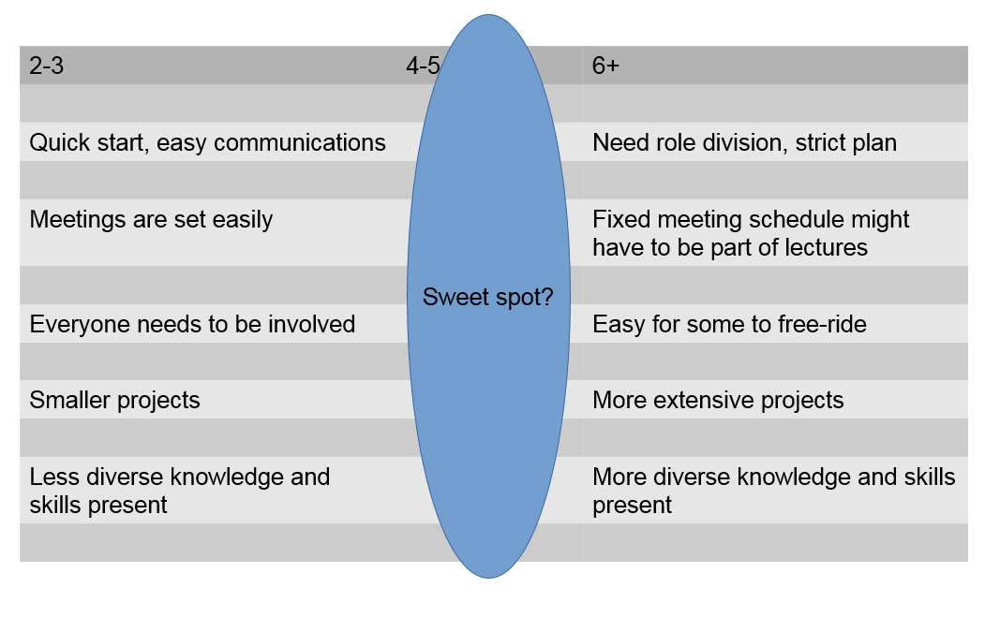 2-3 4-5 6+
Quick start, easy communications
Need role division, strict plan
Meetings are set easily
Fixed meeting schedule might
have to be part of lectures
Sweet spot?
Everyone needs to be involved
Easy for some to free-ride
Smaller projects
More extensive projects
Less diverse knowledge and
skills present
More diverse knowledge and skills
present